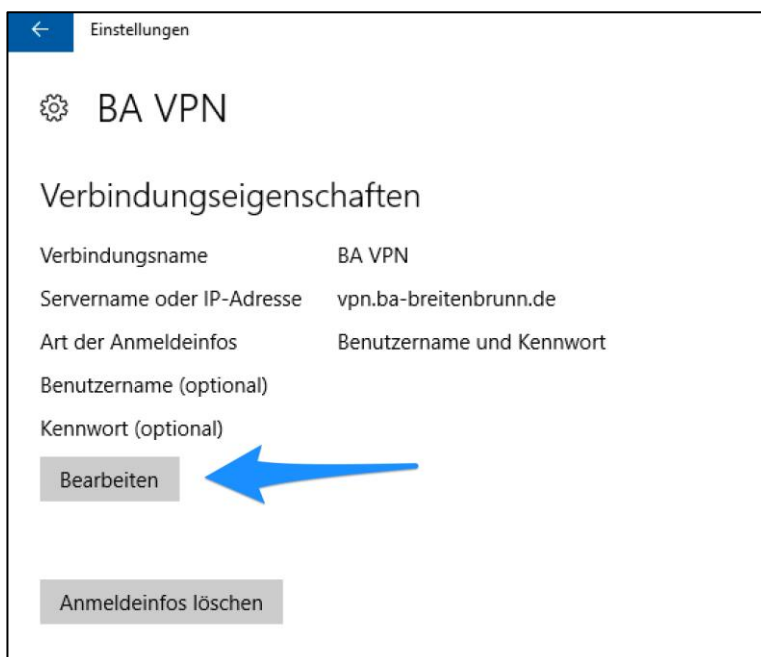 Einstellungen
BA VPN
Verbindungseigenschaften
Verbindungsname BA VPN
Servername oder IP-Adresse vpn.ba-breitenbrunn.de
Art der Anmeldeinfos Benutzername und Kennwort
Benutzername (optional)
Kennwort (optional)
Bearbeiten
Anmeldeinfos löschen